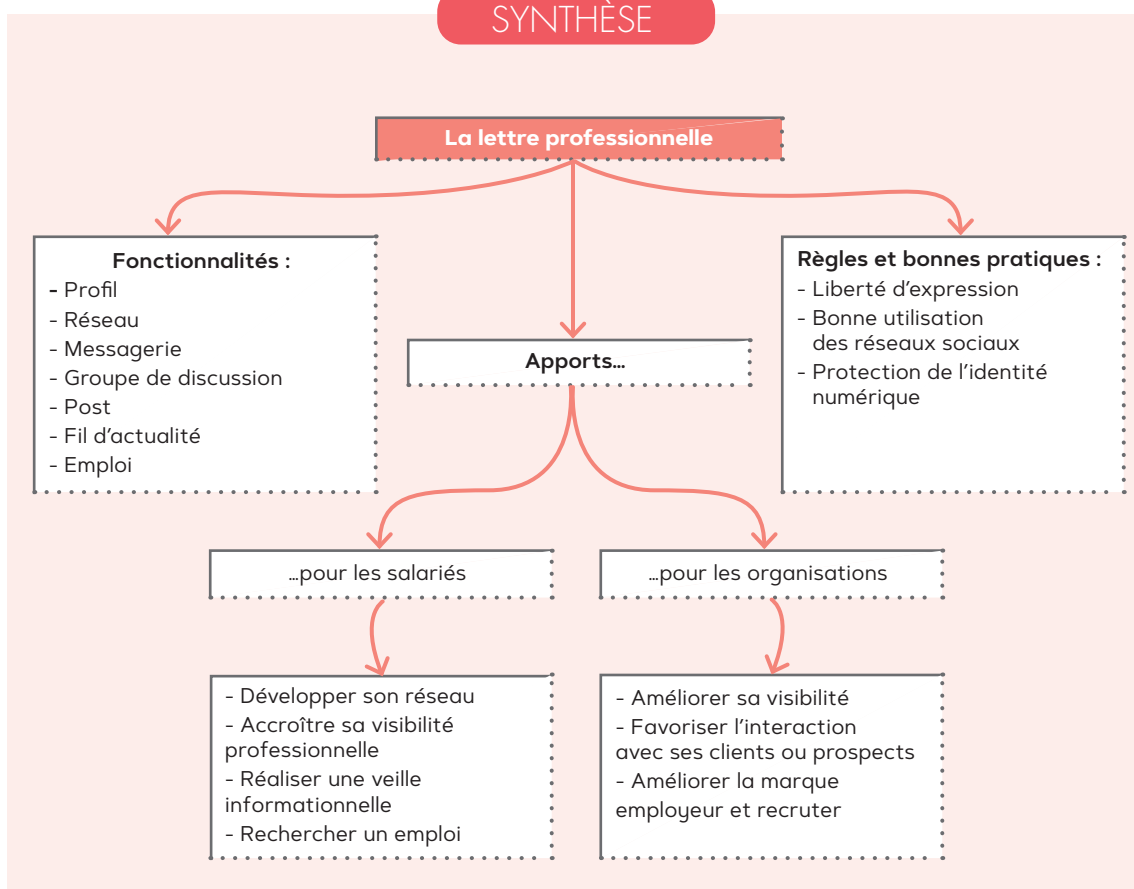 SYNTHÈSE
La lettre professionnelle
Fonctionnalités :
- Profil
- Réseau
- Messagerie
- Groupe de discussion
- Post
- Fil d'actualité
- Emploi
Apports…
Règles et bonnes pratiques :
- Liberté d'expression
- Bonne utilisation
des réseaux sociaux
- Protection de l'identité
numérique
…pour les salariés
…pour les organisations
- Développer son réseau
- Accroître sa visibilité
professionnelle
- Réaliser une veille
informationnelle
- Rechercher un emploi
- Améliorer sa visibilité
- Favoriser l'interaction
avec ses clients ou prospects
- Améliorer la marque
employeur et recruter